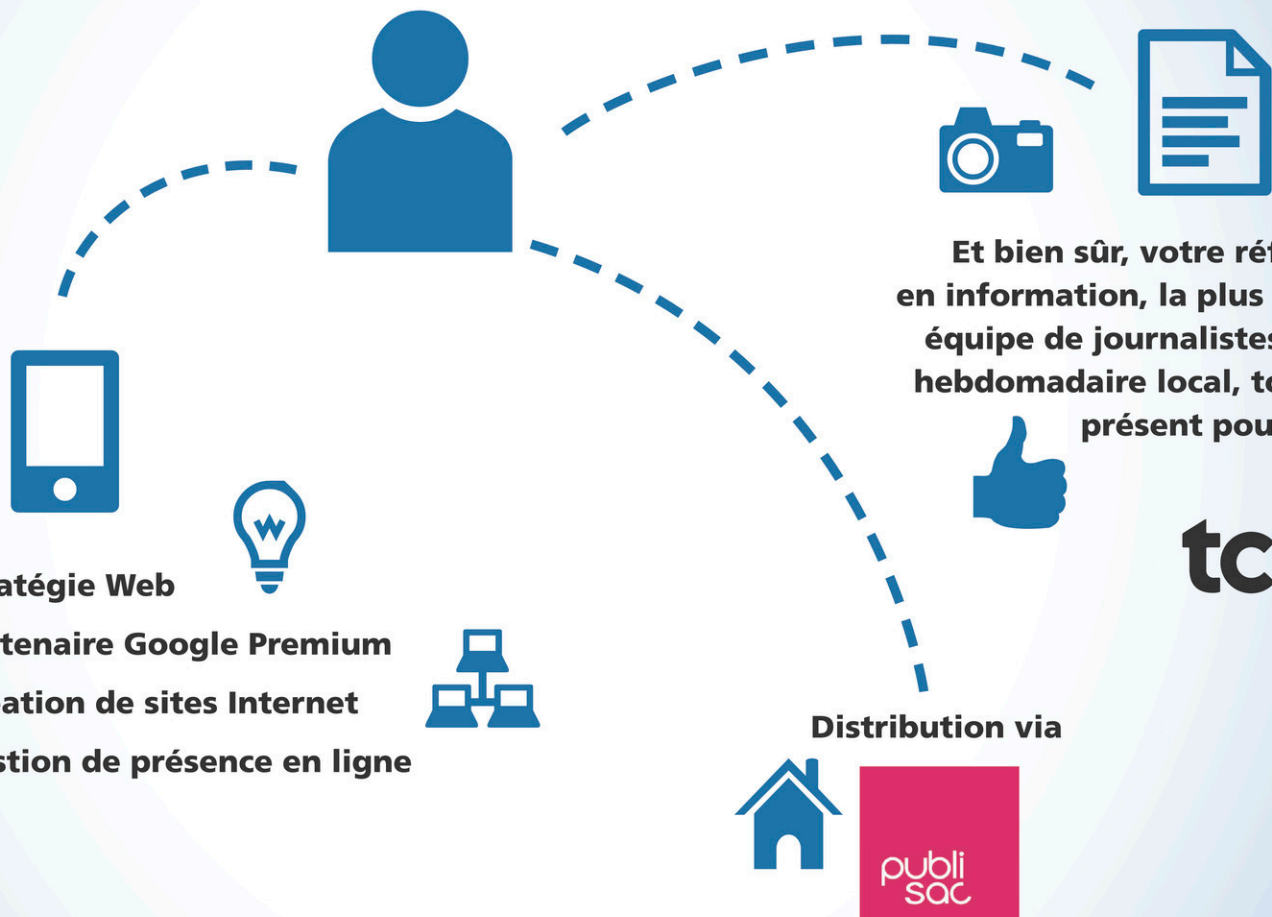 Et bien sûr, votre réf
en information, la plus
équipe de journalistes
hebdomadaire local, to
présent pou
tc
atégie Web
tenaire Google Premium
ation de sites Internet
stion de présence en ligne
Distribution via
publi
sac